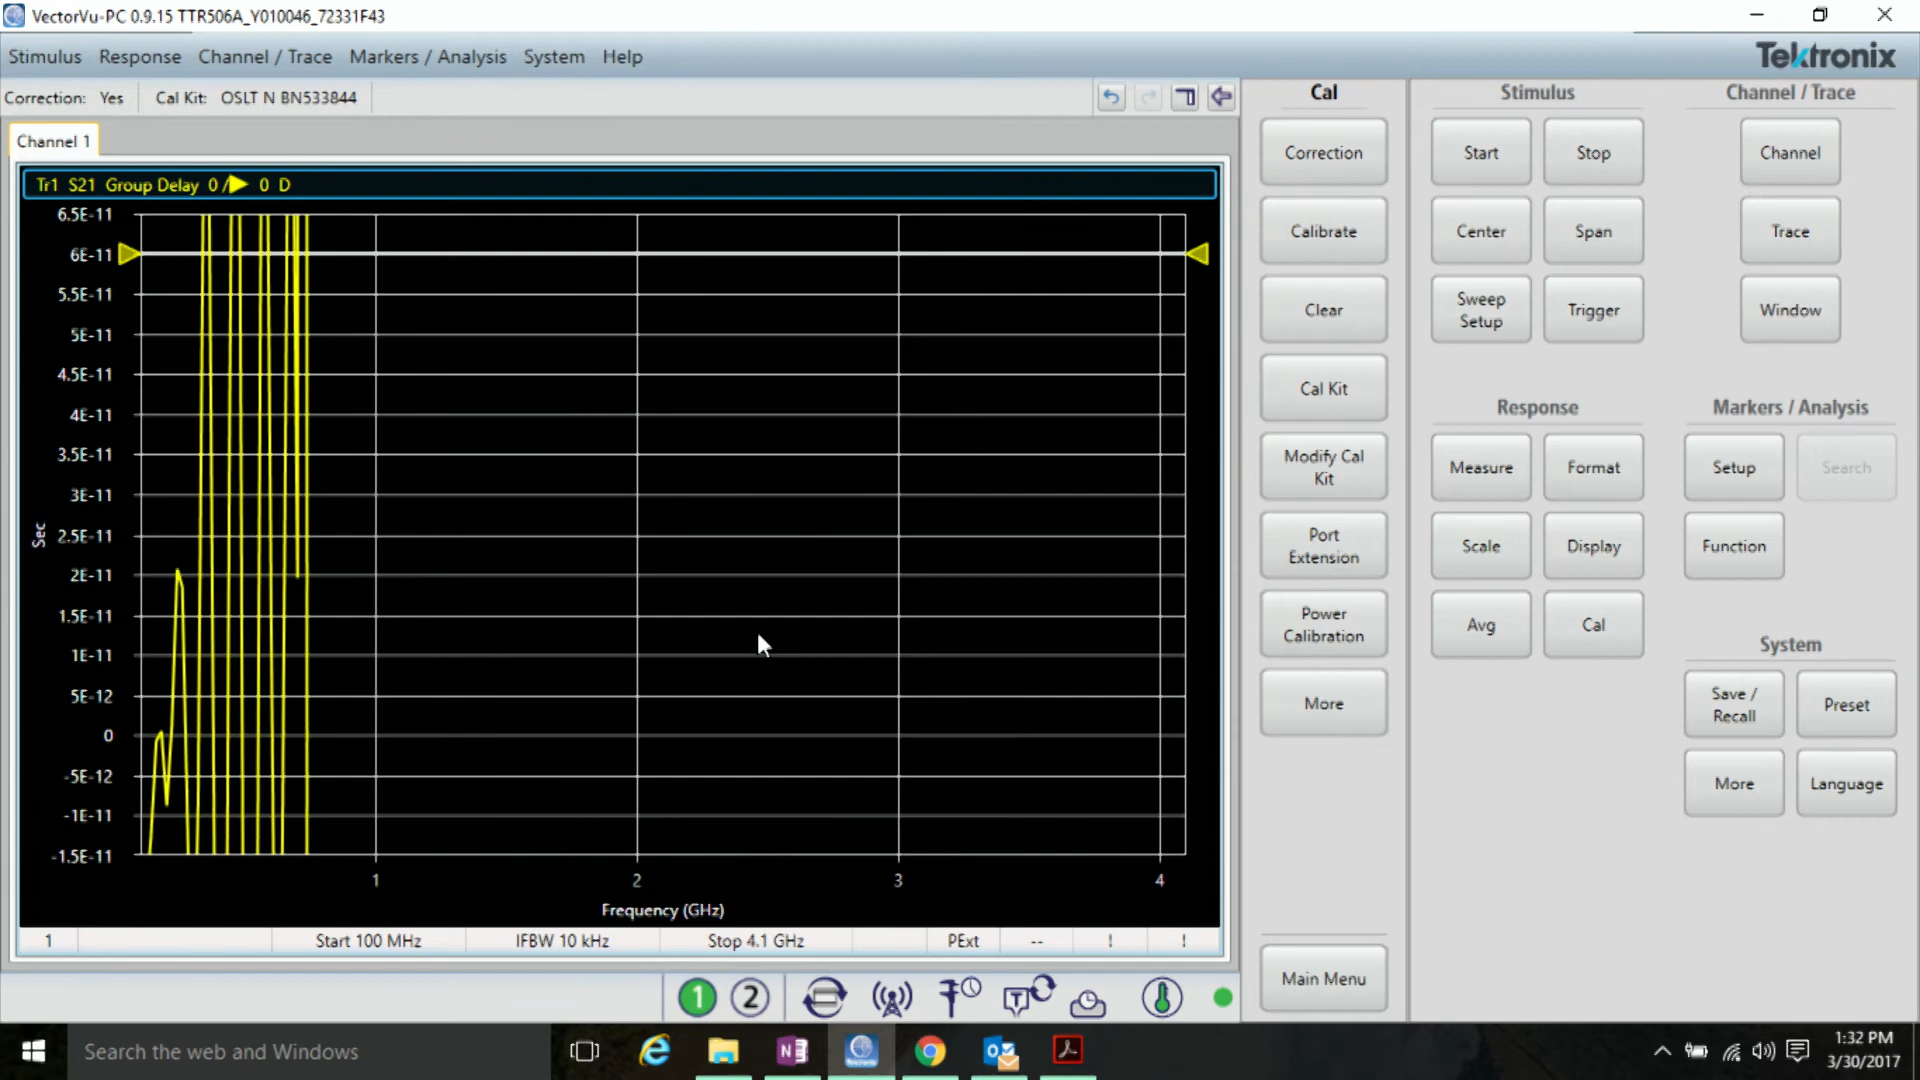 VectorVu-PC 0.9.15 TTR506A_Y010046_72331F43
Stimulus Response Channel / Trace Markers / Analysis System Help
Tektronix
Correction: Yes Cal Kit: OSLT N BN533844
Channel 1
Tr1 S21 Group Delay 0 / 0 D
6.5E-11
6E-11
5.5E-11
5E-11
4.5E-11
4E-11
3.5E-11
3E-11
2.5E-11
2E-11
1.5E-11
1E-11
5E-12
0
-5E-12
-1E-11
-1.5E-11
Sec
1 2 3 4
Frequency (GHz)
1 Start 100 MHz IFBW 10 kHz Stop 4.1 GHz PExt -- ! !
1 2
T
Cal
Correction
Calibrate
Clear
Cal Kit
Modify Cal
Kit
Port
Extension
Power
Calibration
More
Main Menu
Stimulus
Start Stop
Center Span
Sweep
Setup
Trigger
Response
Measure Format
Scale Display
Avg Cal
Channel / Trace
Channel
Trace
Window
Markers / Analysis
Setup Search
Function
System
Save /
Recall
Preset
More Language
Search the web and Windows
1:32 PM
3/30/2017